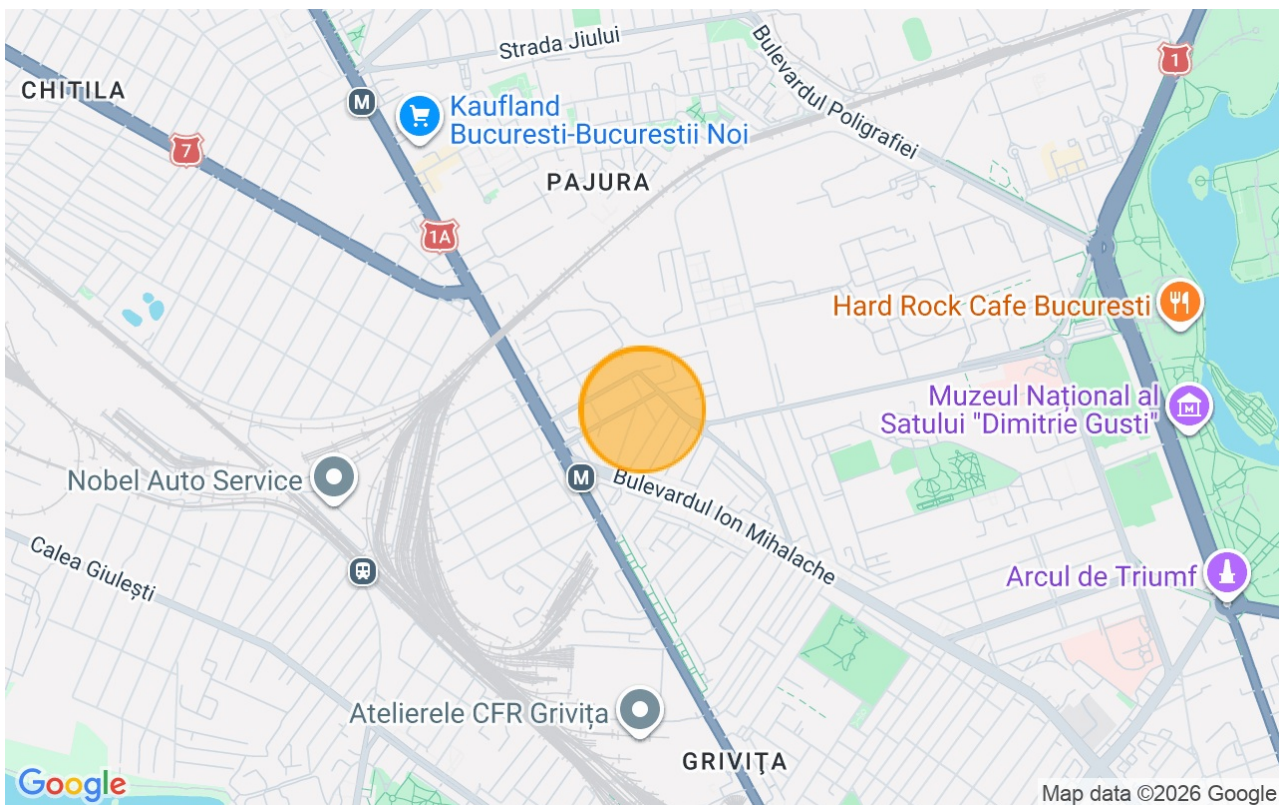 Strada Jiului
Bulevardul Poligrafiei
1
CHITILA
M
Kaufland
Bucuresti-Bucurestii Noi
7
PAJURA
1A
Hard Rock Cafe Bucuresti
Muzeul Național al
Satului "Dimitrie Gusti"
M
Nobel Auto Service
M
Bulevardul Ion Mihalache
Calea Giulești
Arcul de Triumf
Atelierele CFR Grivița
GRIVIŢA
Google
Map data ©2026 Google